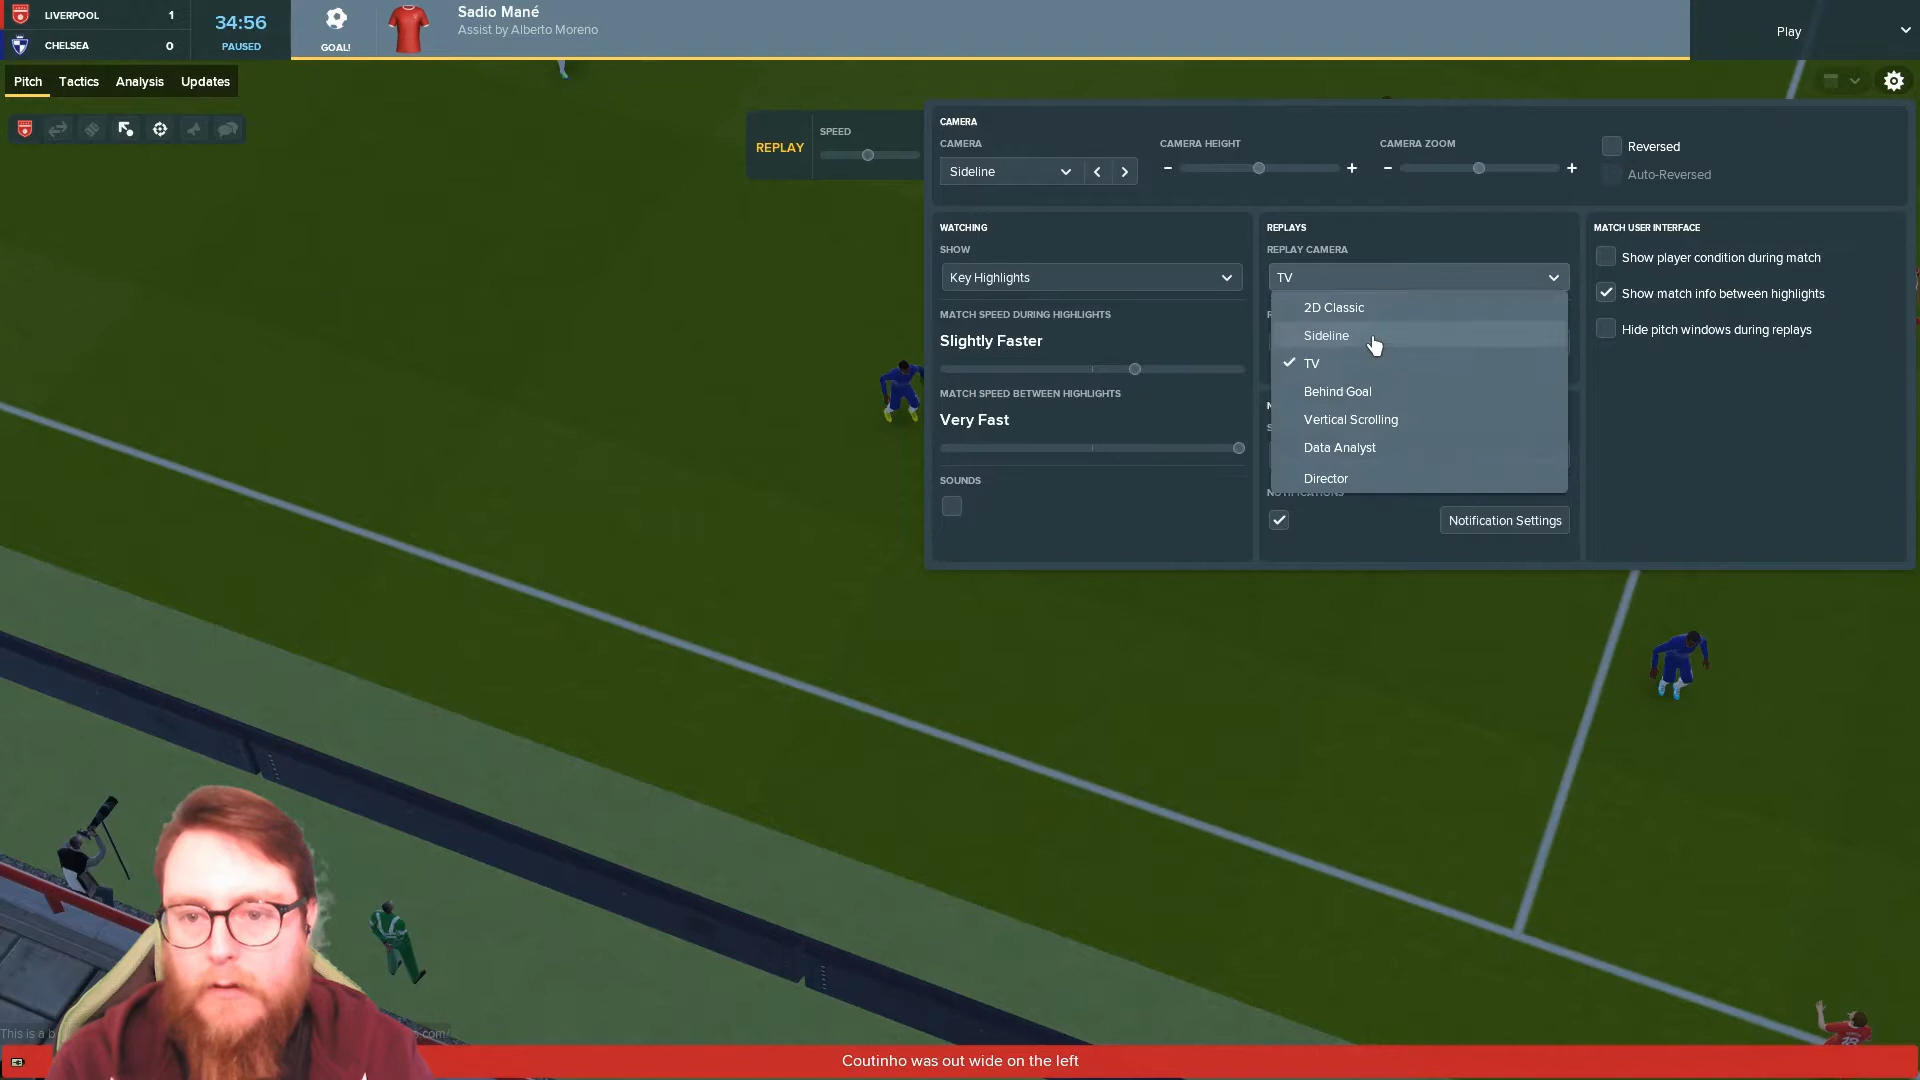 LIVERPOOL 1
CHELSEA 0
34:56
PAUSED
GOAL!
Sadio Mané
Assist by Alberto Moreno
Play
Pitch Tactics Analysis Updates
REPLAY
SPEED
CAMERA
CAMERA
Sideline
CAMERA HEIGHT
- +
CAMERA ZOOM
- +
Reversed
Auto-Reversed
WATCHING
SHOW
Key Highlights
MATCH SPEED DURING HIGHLIGHTS
Slightly Faster
MATCH SPEED BETWEEN HIGHLIGHTS
Very Fast
SOUNDS
REPLAYS
REPLAY CAMERA
TV
2D Classic
Sideline
TV
Behind Goal
Vertical Scrolling
Data Analyst
Director
NOTIFICATIONS
Notification Settings
MATCH USER INTERFACE
Show player condition during match
Show match info between highlights
Hide pitch windows during replays
This is a b
.com/
Coutinho was out wide on the left